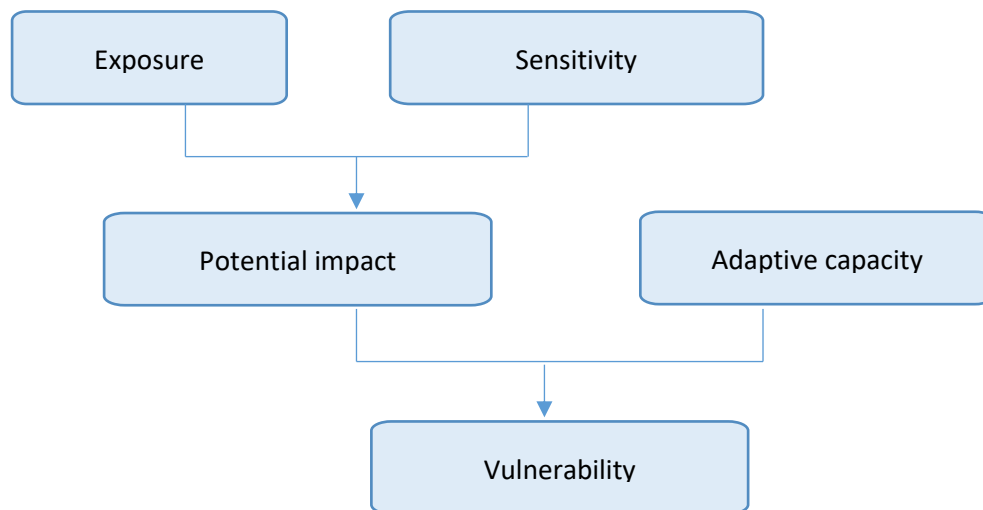 Exposure
Sensitivity
Potential impact
Adaptive capacity
Vulnerability